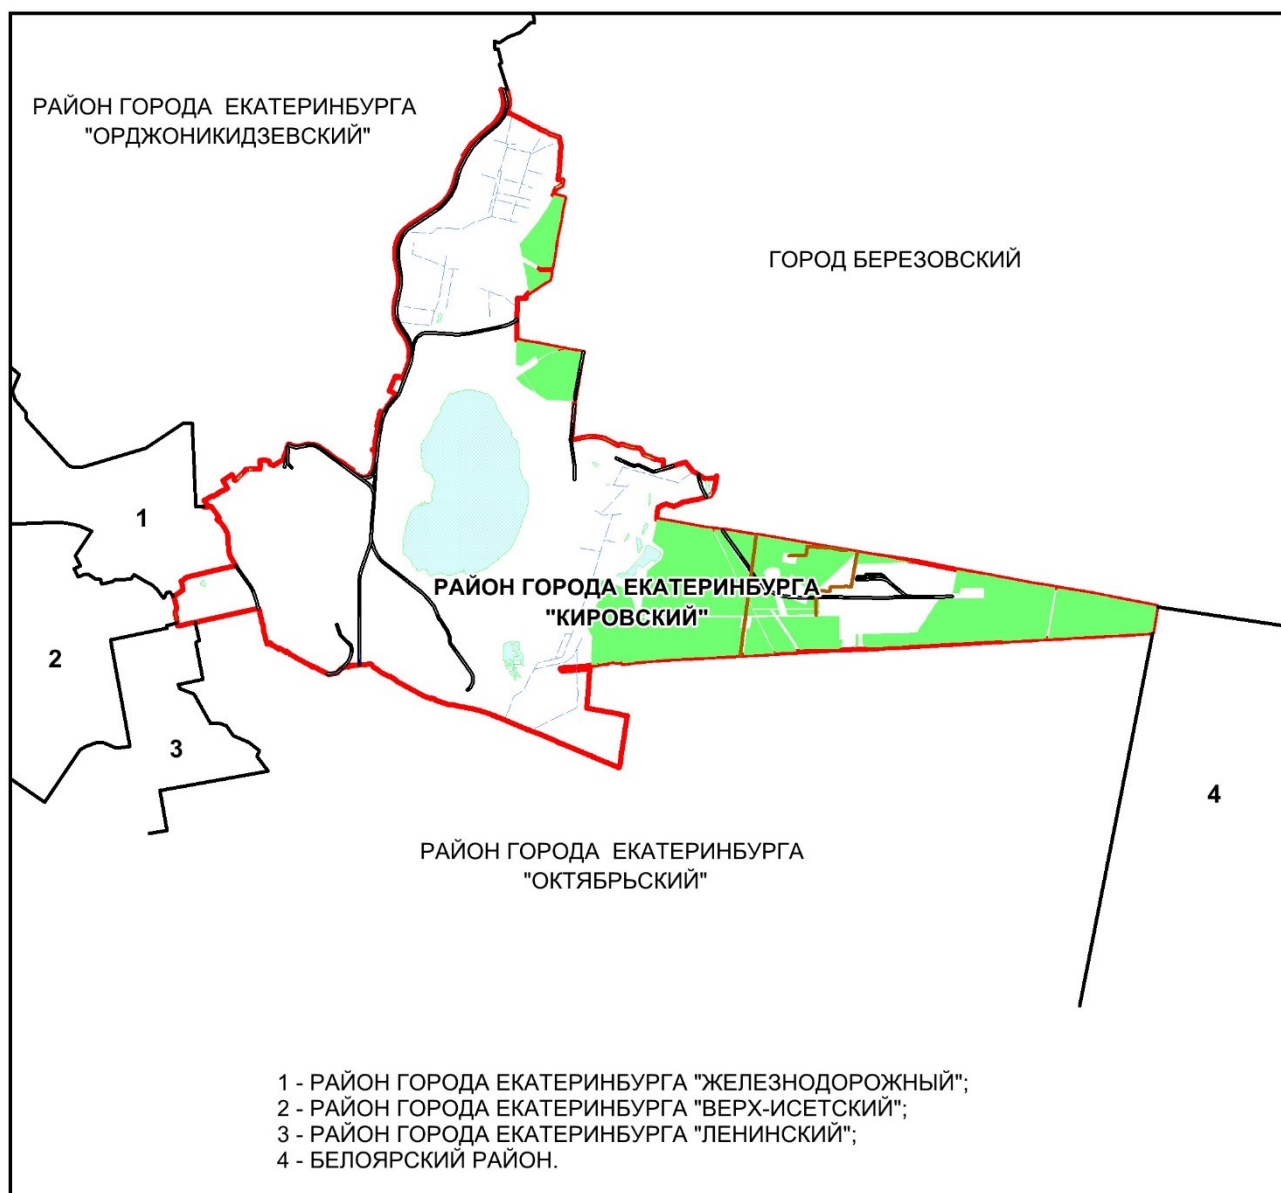 РАЙОН ГОРОДА ЕКАТЕРИНБУРГА
"ОРДЖОНИКИДЗЕВСКИЙ"
ГОРОД БЕРЕЗОВСКИЙ
1
РАЙОН ГОРОДА ЕКАТЕРИНБУРГА
"КИРОВСКИЙ"
2
3
4
РАЙОН ГОРОДА ЕКАТЕРИНБУРГА
"ОКТЯБРЬСКИЙ"
1 - РАЙОН ГОРОДА ЕКАТЕРИНБУРГА "ЖЕЛЕЗНОДОРОЖНЫЙ";
2 - РАЙОН ГОРОДА ЕКАТЕРИНБУРГА "ВЕРХ-ИСЕТСКИЙ";
3 - РАЙОН ГОРОДА ЕКАТЕРИНБУРГА "ЛЕНИНСКИЙ";
4 - БЕЛОЯРСКИЙ РАЙОН.